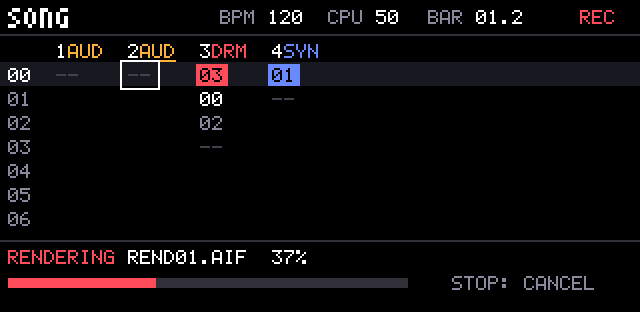 SONG BPM 120 CPU 50 BAR 01.2 REC
1AUD 2AUD 3DRM 4SYN
00 -- -- 03 01
01 00 --
02 02
03 --
04
05
06
RENDERING REND01.AIF 37%
STOP: CANCEL